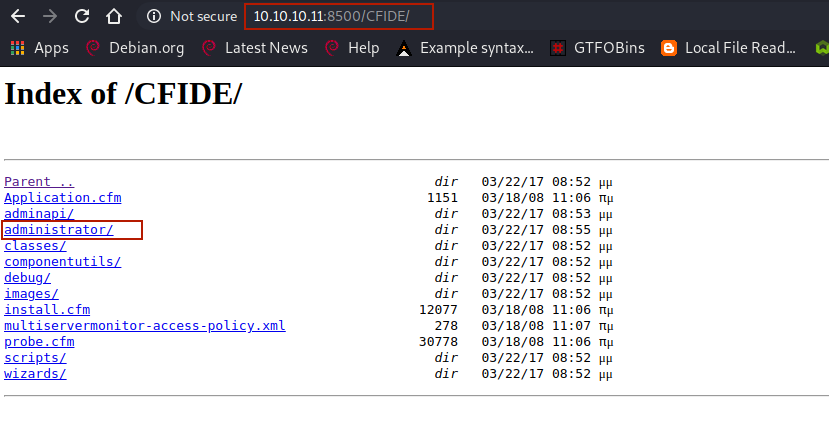 Not secure 10.10.10.11:8500/CFIDE/
Apps Debian.org Latest News Help Example syntax... GTFOBins Local File Read...
Index of /CFIDE/
Parent .. dir 03/22/17 08:52 μμ
Application.cfm 1151 03/18/08 11:06 πμ
adminapi/ dir 03/22/17 08:53 μμ
administrator/ dir 03/22/17 08:55 μμ
classes/ dir 03/22/17 08:52 μμ
componentutils/ dir 03/22/17 08:52 μμ
debug/ dir 03/22/17 08:52 μμ
images/ dir 03/22/17 08:52 μμ
install.cfm 12077 03/18/08 11:06 πμ
multiservermonitor-access-policy.xml 278 03/18/08 11:07 πμ
probe.cfm 30778 03/18/08 11:06 πμ
scripts/ dir 03/22/17 08:52 μμ
wizards/ dir 03/22/17 08:52 μμ